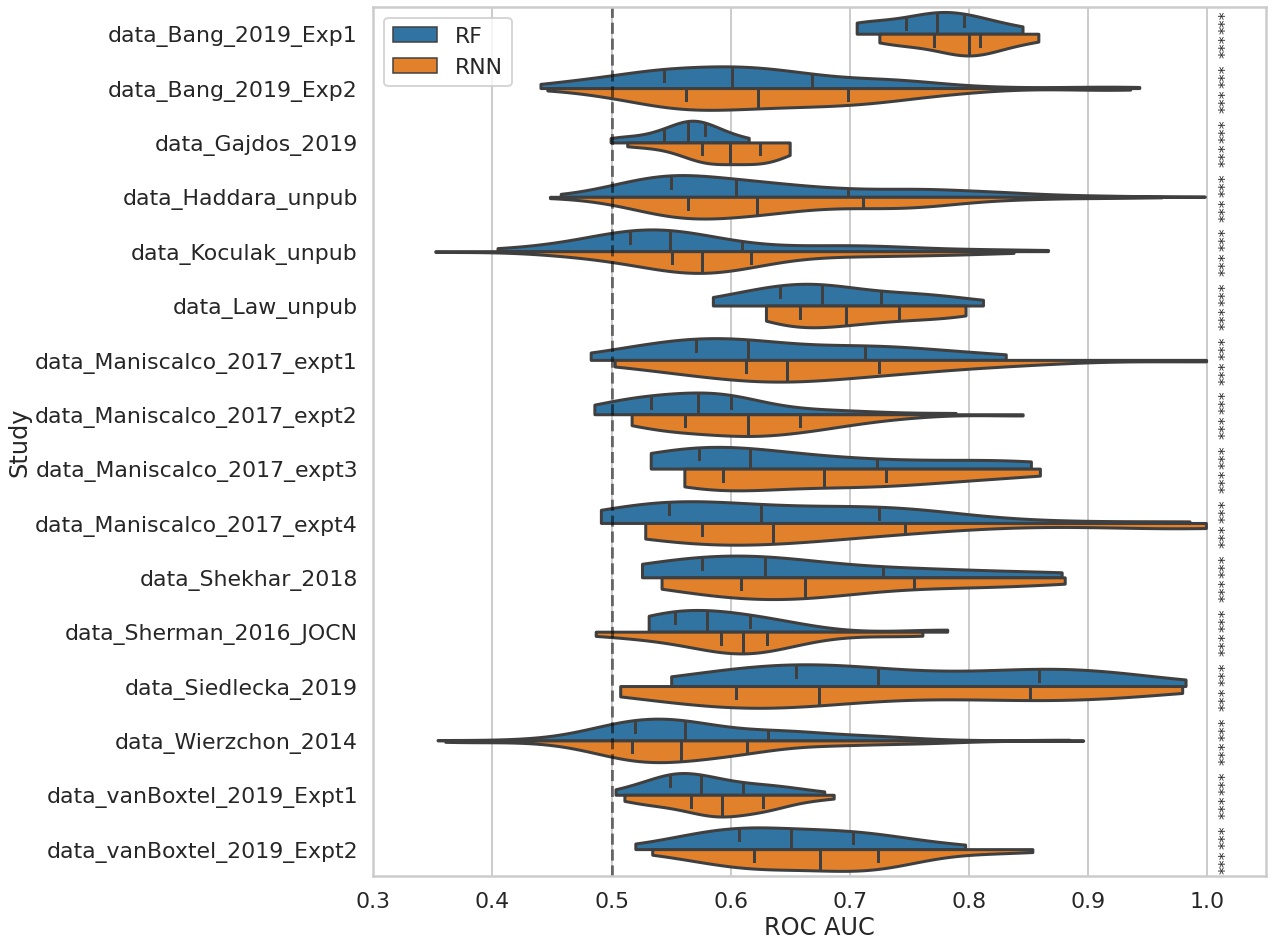 RF
RNN
data_Bang_2019_Exp1
data_Bang_2019_Exp2
data_Gajdos_2019
data_Haddara_unpub
data_Koculak_unpub
data_Law_unpub
data_Maniscalco_2017_expt1
data_Maniscalco_2017_expt2
data_Maniscalco_2017_expt3
data_Maniscalco_2017_expt4
data_Shekhar_2018
data_Sherman_2016_JOCN
data_Siedlecka_2019
data_Wierzchon_2014
data_vanBoxtel_2019_Expt1
data_vanBoxtel_2019_Expt2
Study
0.3 0.4 0.5 0.6 0.7 0.8 0.9 1.0
ROC AUC